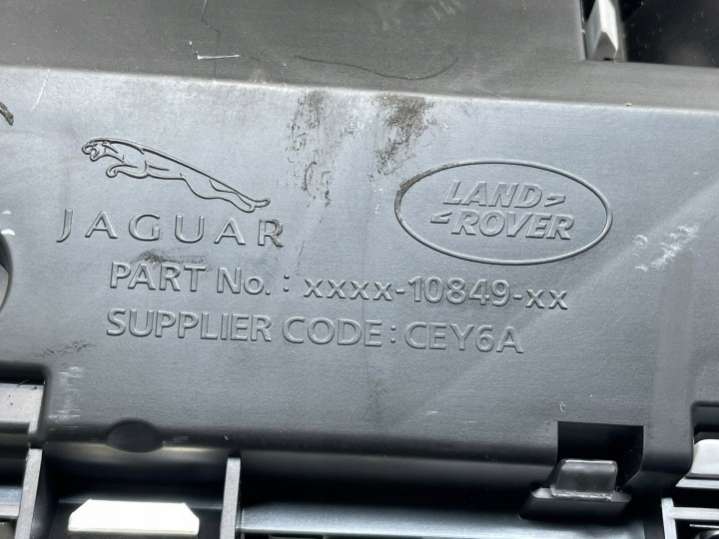 JAGUAR
LAND
ROVER
PART No.: xxxx-10849-xx
SUPPLIER CODE: CEY6A